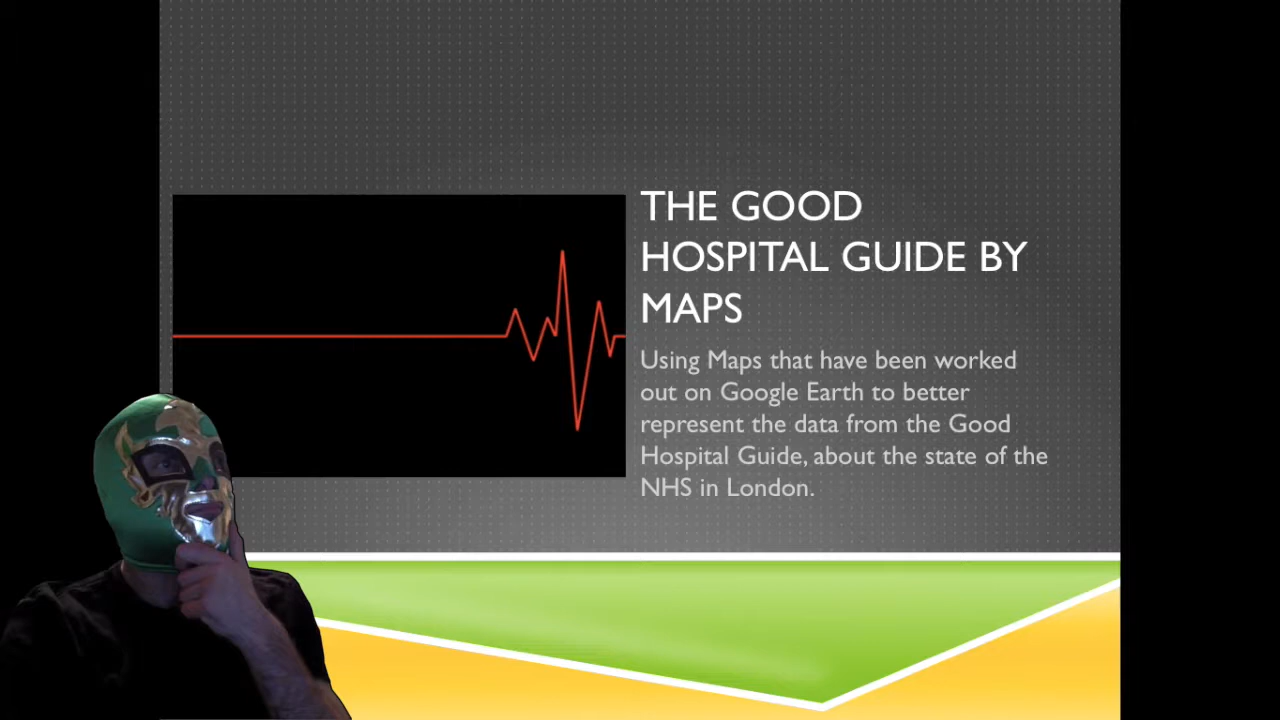 THE GOOD
HOSPITAL GUIDE BY
MAPS
Using Maps that have been worked
out on Google Earth to better
represent the data from the Good
Hospital Guide, about the state of the
NHS in London.